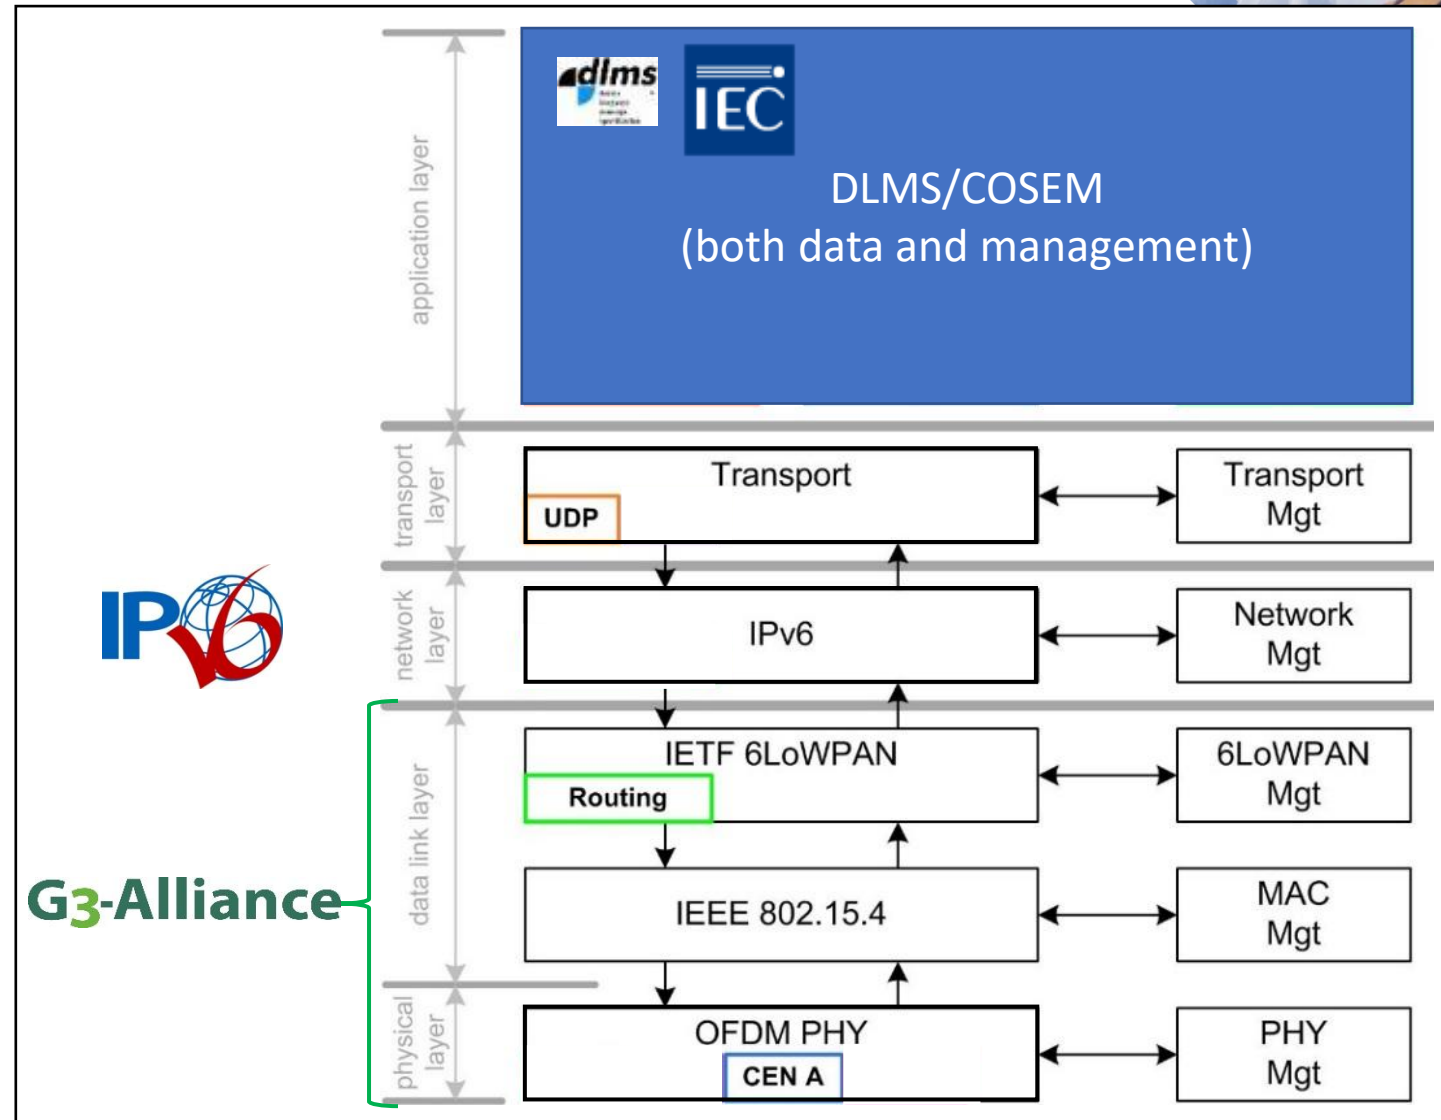 dlms
IEC
DLMS/COSEM
(both data and management)
application layer
transport
layer
Transport
UDP
Transport
Mgt
IPv6
network
layer
IPv6
Network
Mgt
G3-Alliance
data link layer
IETF 6LoWPAN
Routing
6LoWPAN
Mgt
IEEE 802.15.4
MAC
Mgt
physical
layer
OFDM PHY
CEN A
PHY
Mgt